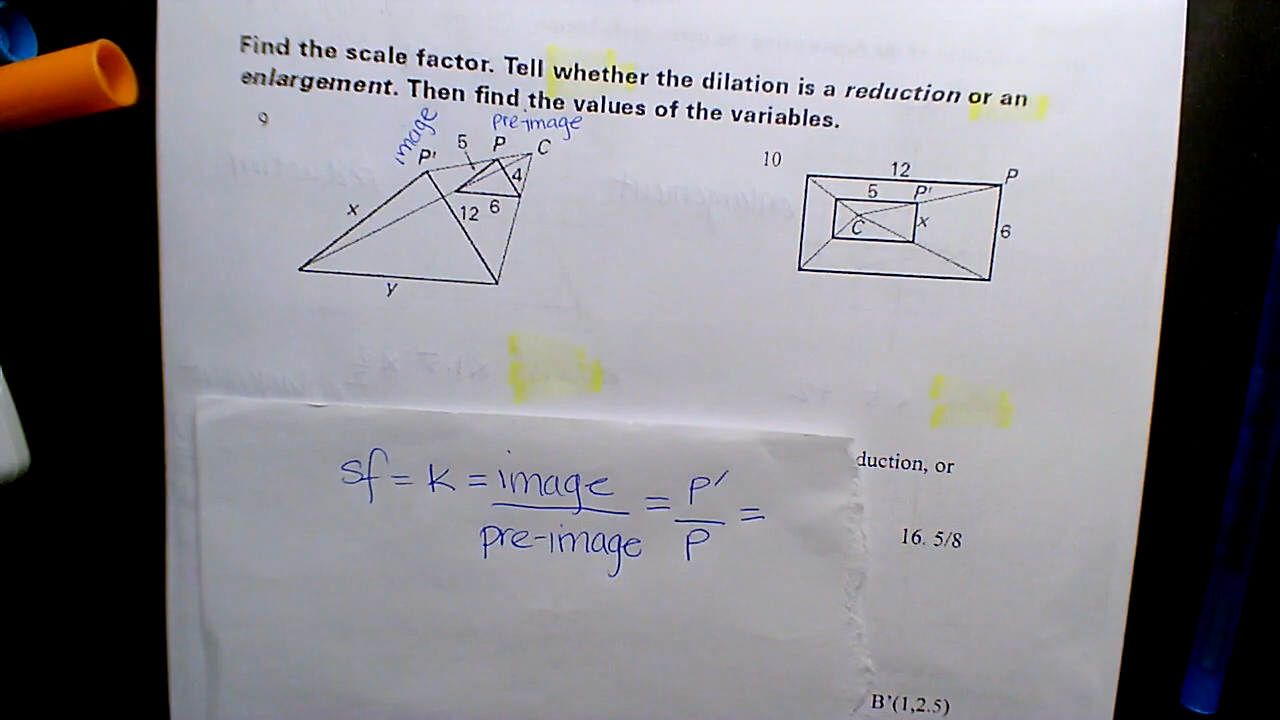 Find the scale factor. Tell whether the dilation is a reduction or an
enlargement. Then find the values of the variables.
9
image
pre-image
P'
5
P
C
4
x
12
6
y
10
12
P
5
P'
C
x
6
duction, or
sf = K = image / pre-image = P' / P =
16. 5/8
B'(1,2.5)